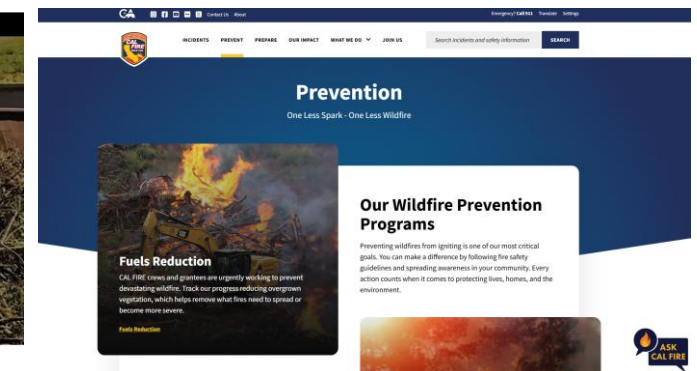 Contact Us About
Emergency? Call 911 Translate Settings
CAL
FIRE
INCIDENTS PREVENT PREPARE OUR IMPACT WHAT WE DO JOIN US
Search incidents and safety information
SEARCH
Prevention
One Less Spark - One Less Wildfire
Fuels Reduction
CAL FIRE crews and grantees are urgently working to prevent
devastating wildfire. Track our progress reducing overgrown
vegetation, which helps remove what fires need to spread or
become more severe.
Fuels Reduction
Our Wildfire Prevention
Programs
Preventing wildfires from igniting is one of our most critical
goals. You can make a difference by following fire safety
guidelines and spreading awareness in your community. Every
action counts when it comes to protecting lives, homes, and the
environment.
ASK
CAL FIRE